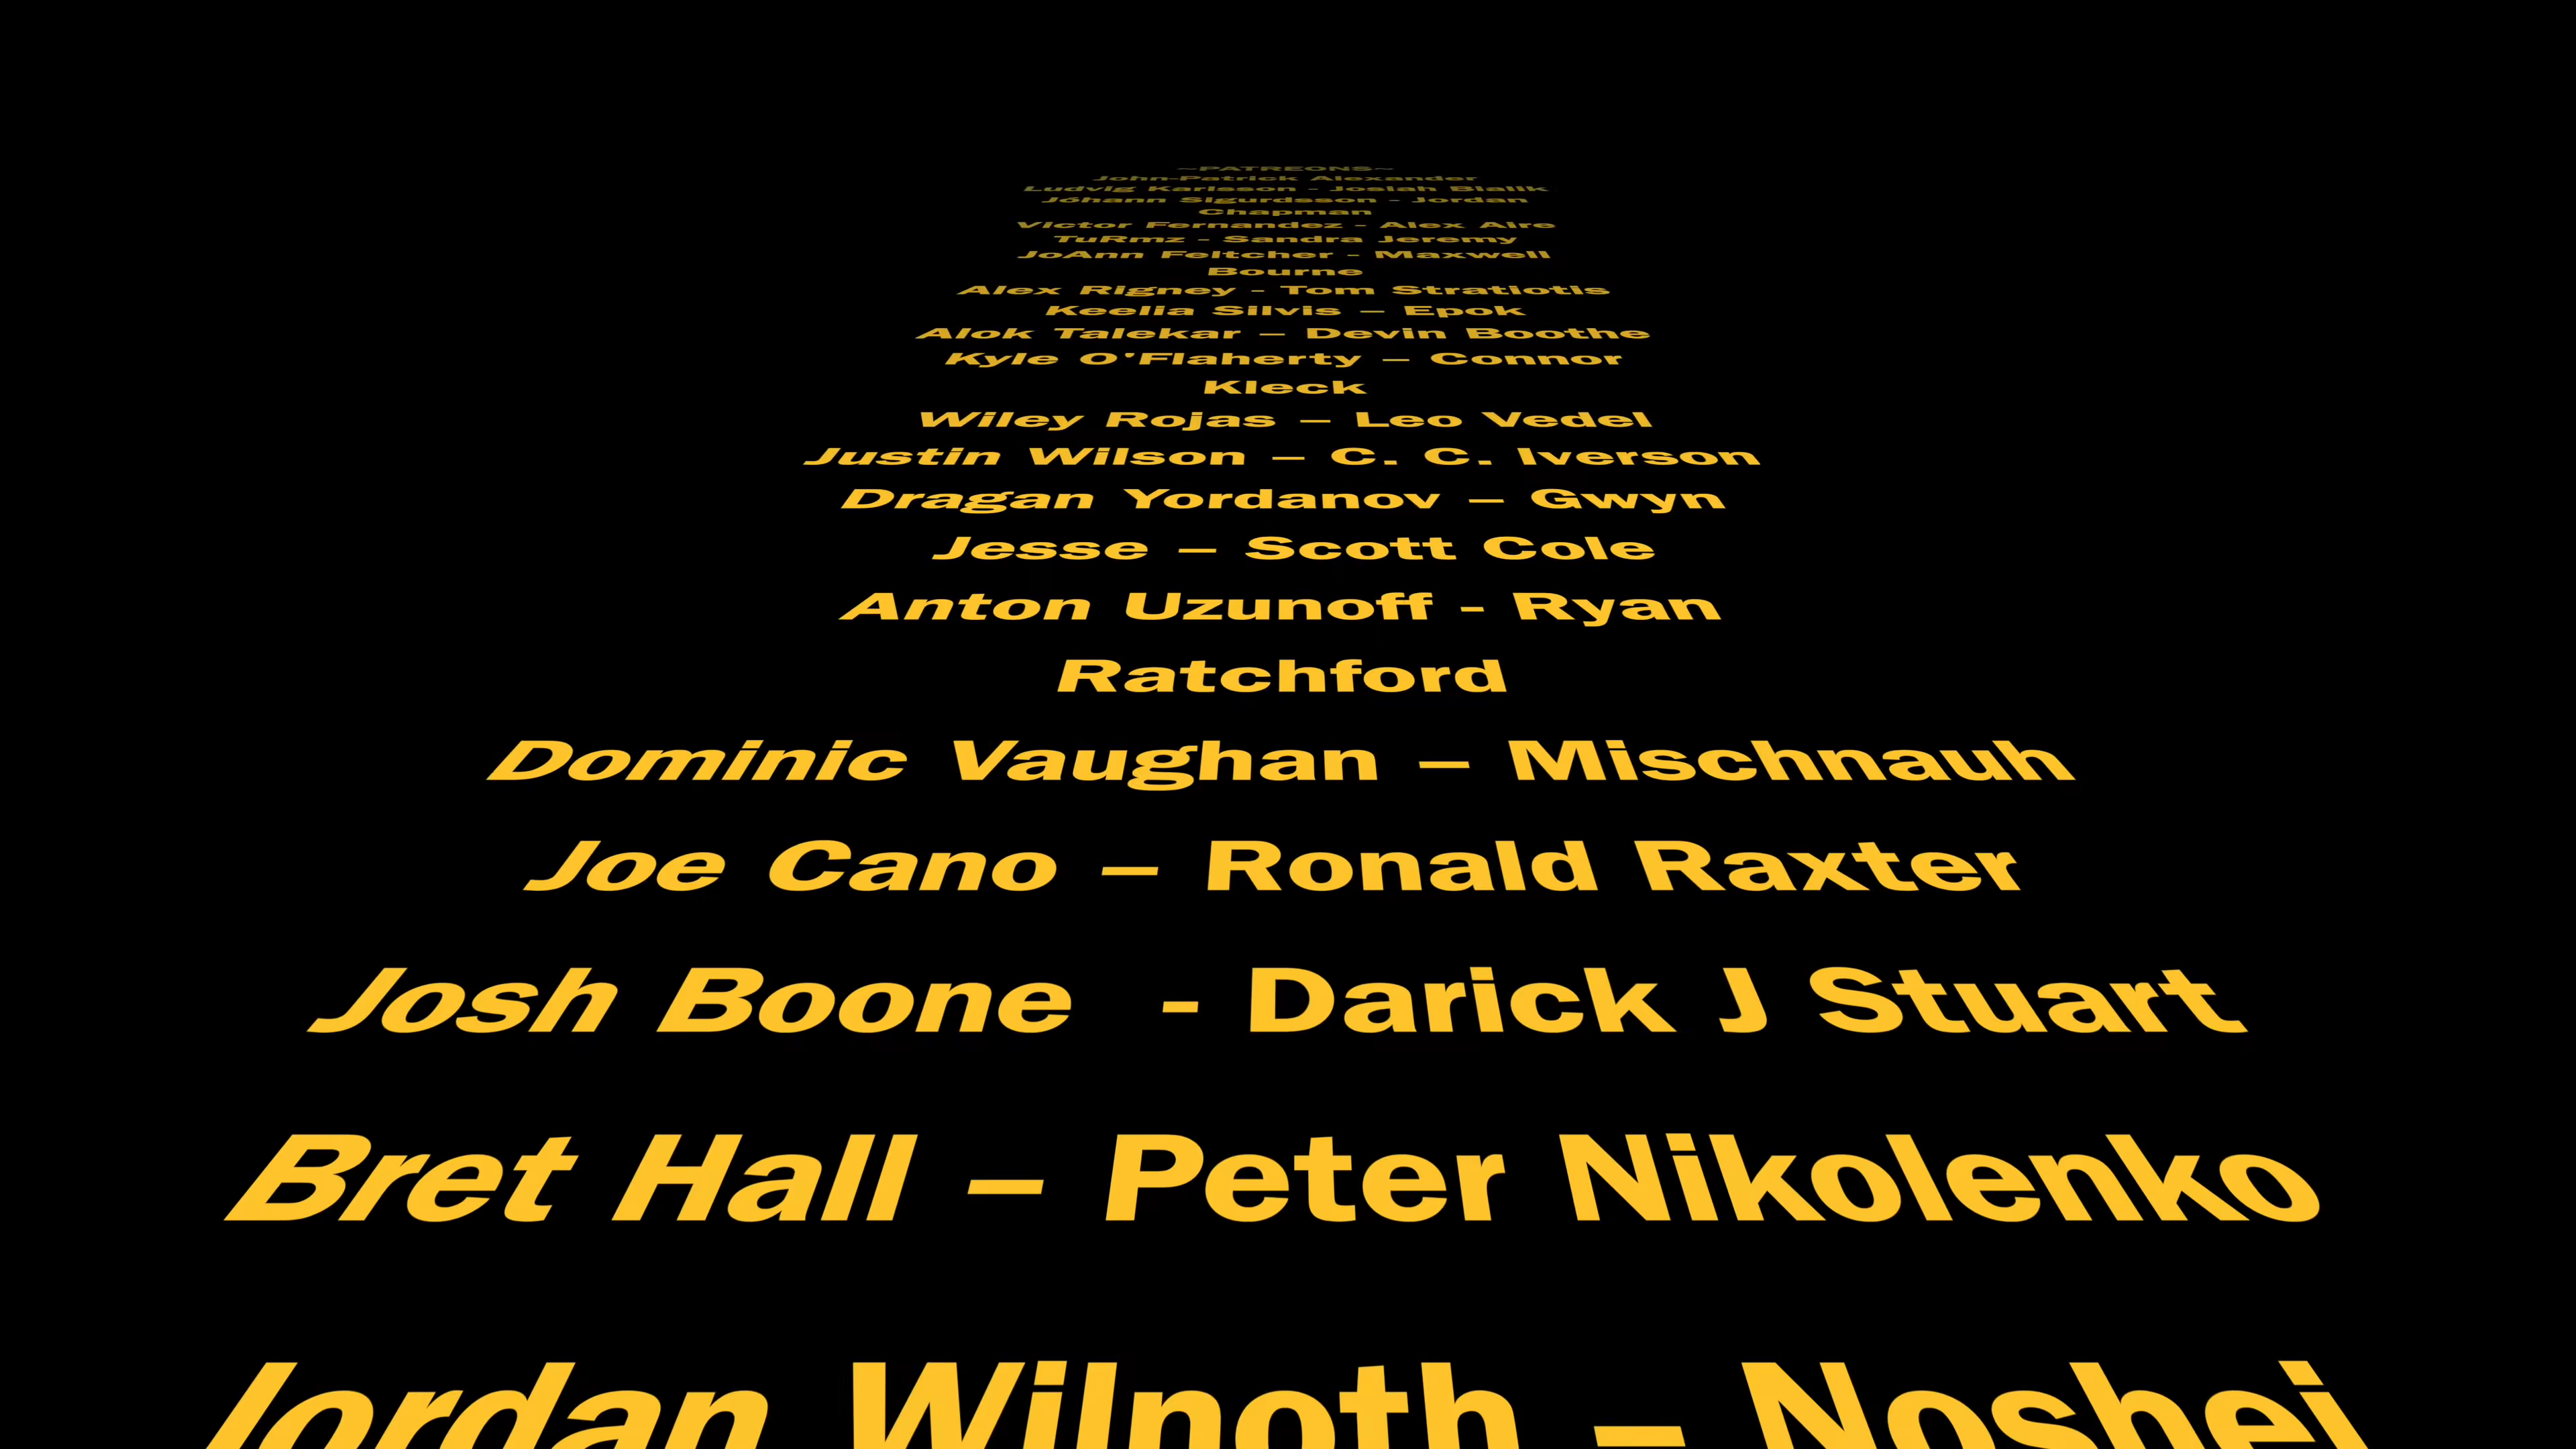 ~PATREONS~
John-Patrick Alexander
Ludvig Karlsson - Josiah Bialik
Jóhann Sigurdsson - Jordan
Chapman
Victor Fernandez - Alex Aire
TuRmz - Sandra Jeremy
JoAnn Feltcher - Maxwell
Bourne
Alex Rigney - Tom Stratiotis
Keelia Silvis – Epok
Alok Talekar – Devin Boothe
Kyle O'Flaherty – Connor
Kleck
Wiley Rojas – Leo Vedel
Justin Wilson – C. C. Iverson
Dragan Yordanov – Gwyn
Jesse – Scott Cole
Anton Uzunoff - Ryan
Ratchford
Dominic Vaughan – Mischnauh
Joe Cano – Ronald Raxter
Josh Boone - Darick J Stuart
Bret Hall – Peter Nikolenko
Jordan Wilnoth – Noshei